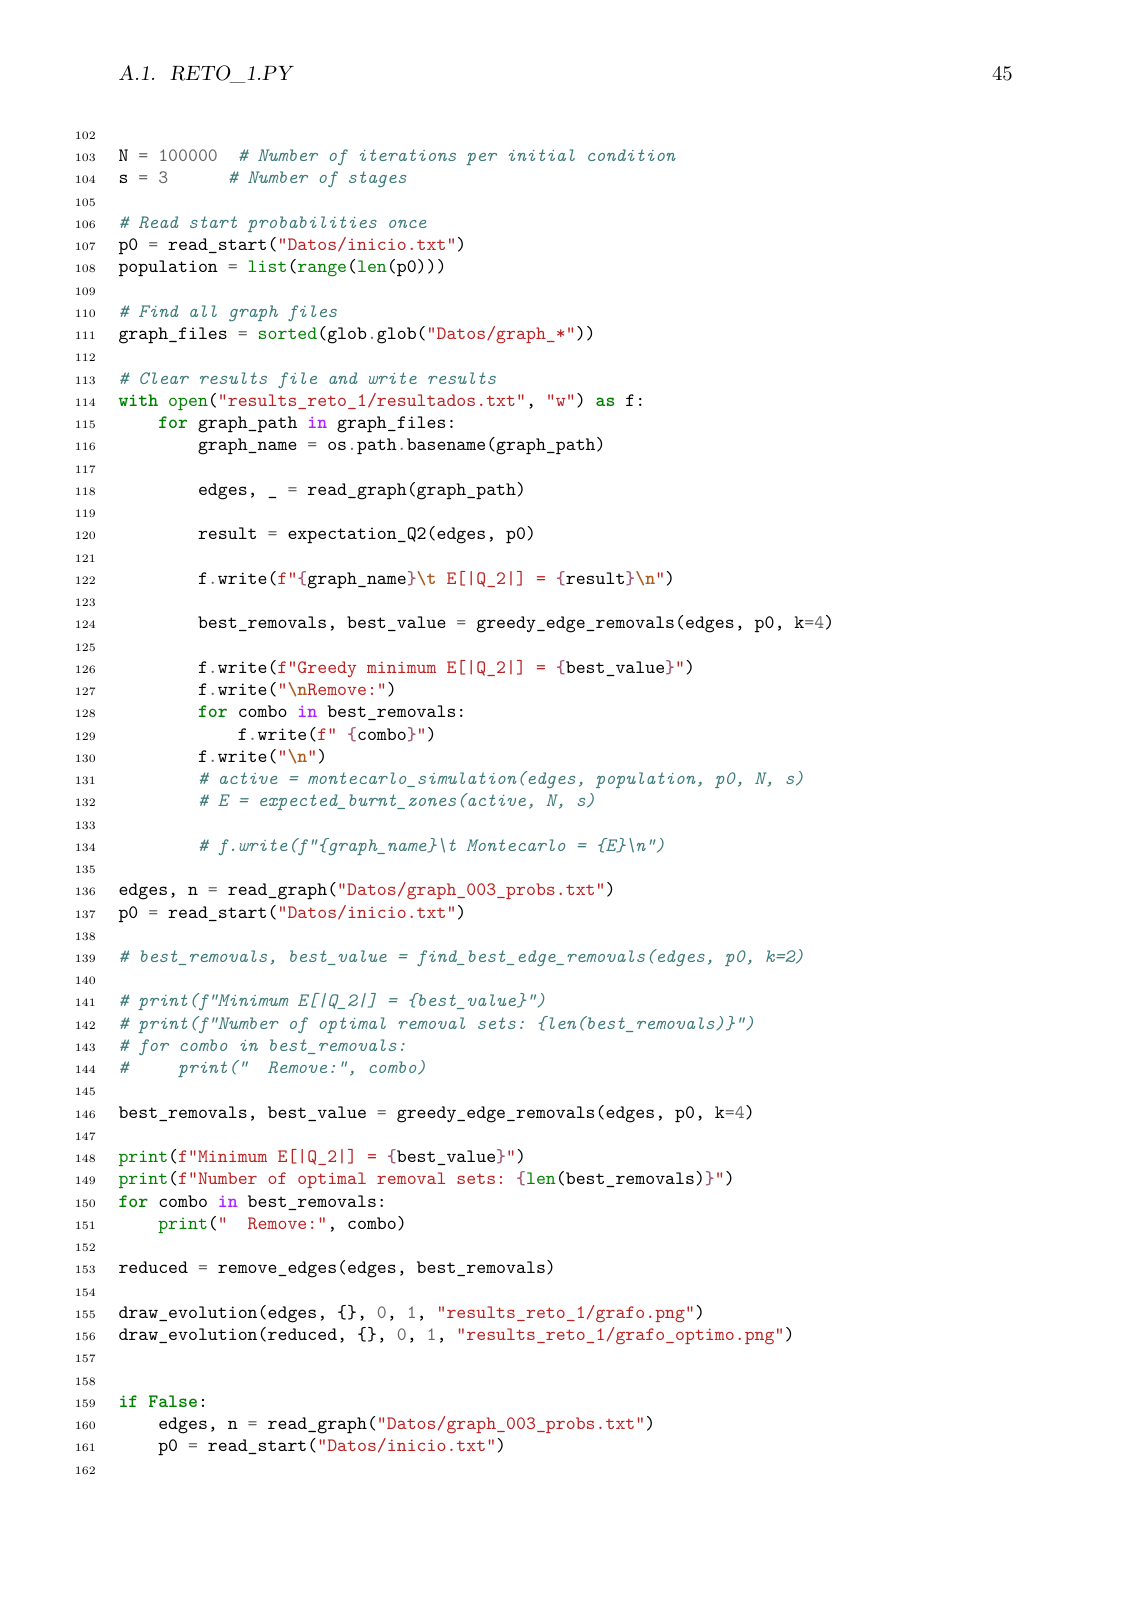 A.1. RETO_1.PY 45
102
103 N = 100000  # Number of iterations per initial condition
104 s = 3      # Number of stages
105
106 # Read start probabilities once
107 p0 = read_start("Datos/inicio.txt")
108 population = list(range(len(p0)))
109
110 # Find all graph files
111 graph_files = sorted(glob.glob("Datos/graph_*"))
112
113 # Clear results file and write results
114 with open("results_reto_1/resultados.txt", "w") as f:
115     for graph_path in graph_files:
116         graph_name = os.path.basename(graph_path)
117
118         edges, _ = read_graph(graph_path)
119
120         result = expectation_Q2(edges, p0)
121
122         f.write(f"{graph_name}\t E[|Q_2|] = {result}\n")
123
124         best_removals, best_value = greedy_edge_removals(edges, p0, k=4)
125
126         f.write(f"Greedy minimum E[|Q_2|] = {best_value}")
127         f.write("\nRemove:")
128         for combo in best_removals:
129             f.write(f" {combo}")
130         f.write("\n")
131         # active = montecarlo_simulation(edges, population, p0, N, s)
132         # E = expected_burnt_zones(active, N, s)
133
134         # f.write(f"{graph_name}\t Montecarlo = {E}\n")
135
136 edges, n = read_graph("Datos/graph_003_probs.txt")
137 p0 = read_start("Datos/inicio.txt")
138
139 # best_removals, best_value = find_best_edge_removals(edges, p0, k=2)
140
141 # print(f"Minimum E[|Q_2|] = {best_value}")
142 # print(f"Number of optimal removal sets: {len(best_removals)}")
143 # for combo in best_removals:
144 #     print("  Remove:", combo)
145
146 best_removals, best_value = greedy_edge_removals(edges, p0, k=4)
147
148 print(f"Minimum E[|Q_2|] = {best_value}")
149 print(f"Number of optimal removal sets: {len(best_removals)}")
150 for combo in best_removals:
151     print("  Remove:", combo)
152
153 reduced = remove_edges(edges, best_removals)
154
155 draw_evolution(edges, {}, 0, 1, "results_reto_1/grafo.png")
156 draw_evolution(reduced, {}, 0, 1, "results_reto_1/grafo_optimo.png")
157
158
159 if False:
160     edges, n = read_graph("Datos/graph_003_probs.txt")
161     p0 = read_start("Datos/inicio.txt")
162